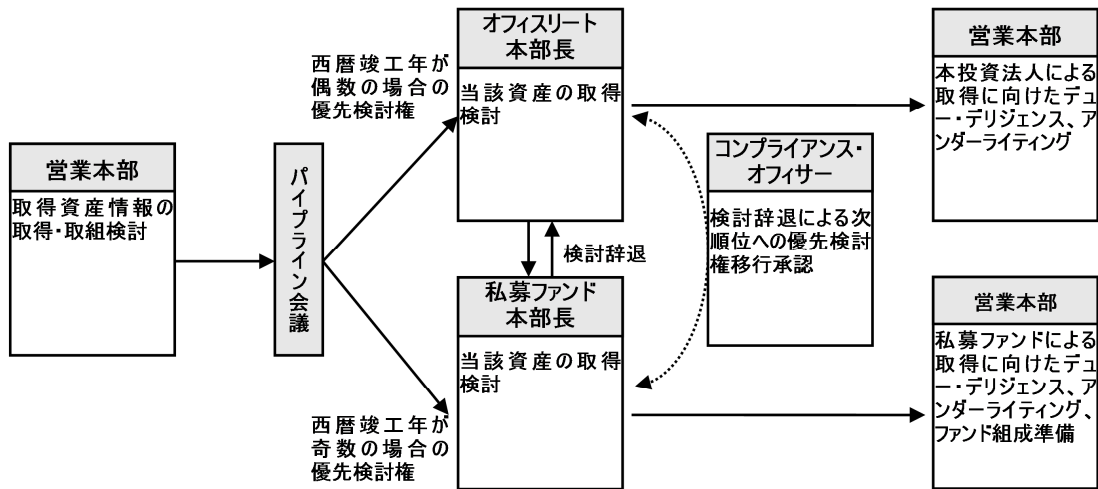 営業本部
取得資産情報の
取得・取組検討
パイプライン会議
西暦竣工年が
偶数の場合の
優先検討権
西暦竣工年が
奇数の場合の
優先検討権
オフィスリート
本部長
当該資産の取得
検討
検討辞退
私募ファンド
本部長
当該資産の取得
検討
コンプライアンス・
オフィサー
検討辞退による次
順位への優先検討
権移行承認
営業本部
本投資法人による
取得に向けたデュ
ー・デリジェンス、ア
ンダーライティング
営業本部
私募ファンドによる
取得に向けたデュ
ー・デリジェンス、ア
ンダーライティング、
ファンド組成準備